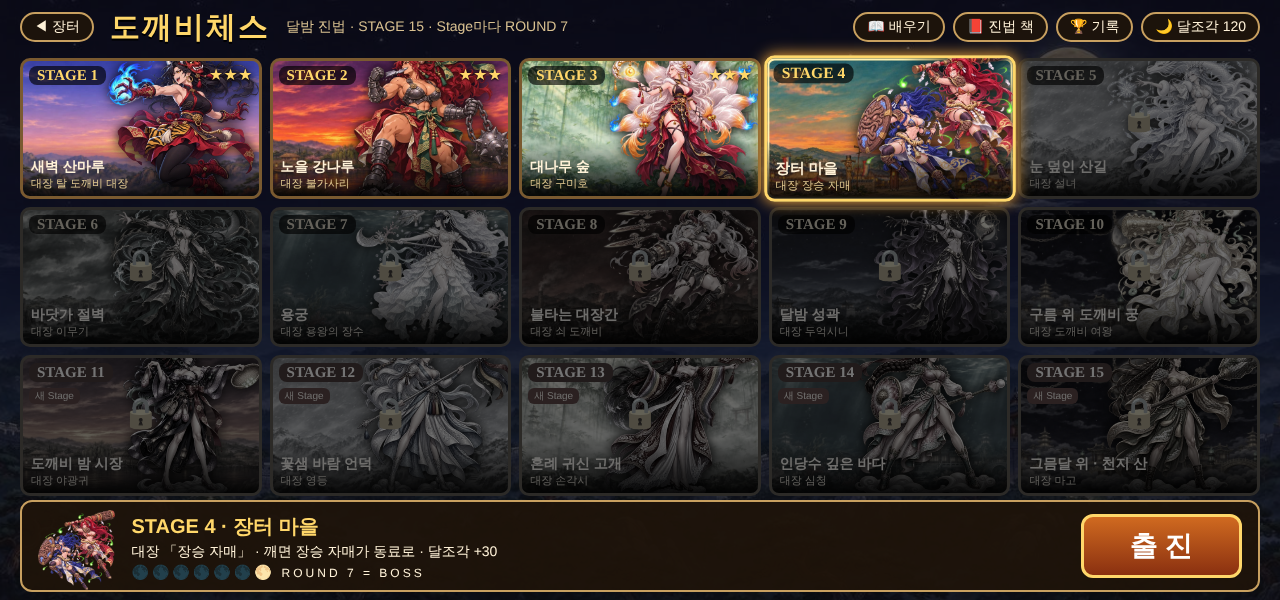 ◀ 장터
도깨비체스
달밤 진법 · STAGE 15 · Stage마다 ROUND 7
📖 배우기
📕 진법 책
🏆 기록
🌙 달조각 120
STAGE 1
★★★
새벽 산마루
대장 탈 도깨비 대장
STAGE 2
★★★
노을 강나루
대장 불가사리
STAGE 3
★★★
대나무 숲
대장 구미호
STAGE 4
장터 마을
대장 장승 자매
STAGE 5
눈 덮인 산길
대장 설녀
STAGE 6
바닷가 절벽
대장 이무기
STAGE 7
용궁
대장 용왕의 장수
STAGE 8
불타는 대장간
대장 쇠 도깨비
STAGE 9
달밤 성곽
대장 두억시니
STAGE 10
구름 위 도깨비 궁
대장 도깨비 여왕
STAGE 11
새 Stage
도깨비 밤 시장
대장 야광귀
STAGE 12
새 Stage
꽃샘 바람 언덕
대장 영등
STAGE 13
새 Stage
혼례 귀신 고개
대장 손각시
STAGE 14
새 Stage
인당수 깊은 바다
대장 심청
STAGE 15
새 Stage
그믐달 위 · 천지 산
대장 마고
STAGE 4 · 장터 마을
대장 「장승 자매」 · 깨면 장승 자매가 동료로 · 달조각 +30
ROUND 7 = BOSS
출 진